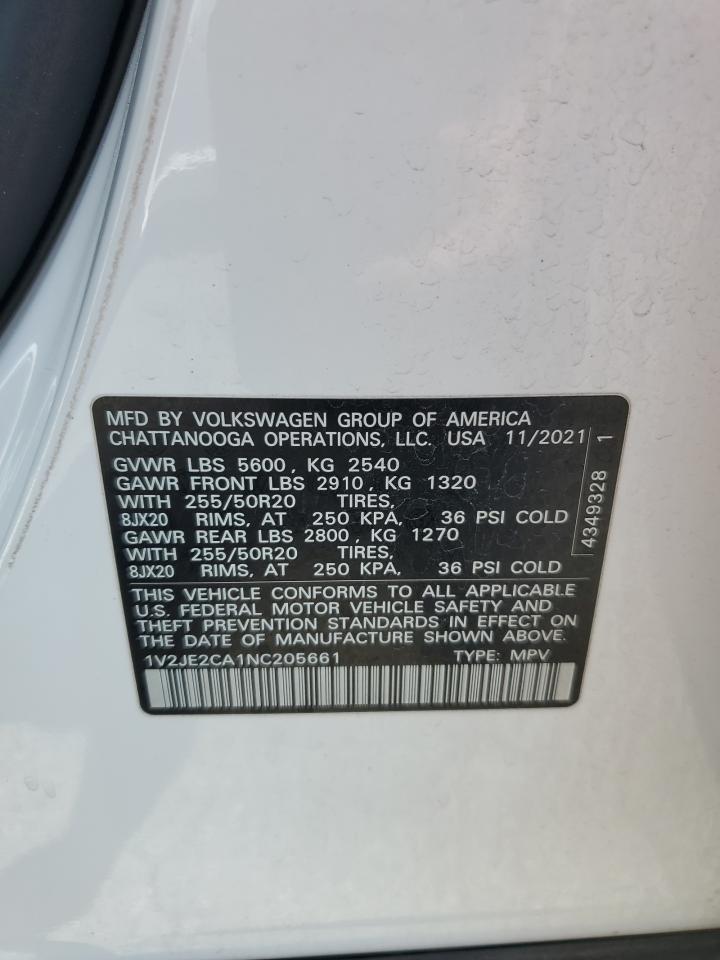 MFD BY VOLKSWAGEN GROUP OF AMERICA
CHATTANOOGA OPERATIONS, LLC. USA 11/2021
GVWR LBS 5600, KG 2540
GAWR FRONT LBS 2910, KG 1320
WITH 255/50R20 TIRES,
8JX20 RIMS, AT 250 KPA, 36 PSI COLD
GAWR REAR LBS 2800, KG 1270
WITH 255/50R20 TIRES,
8JX20 RIMS, AT 250 KPA, 36 PSI COLD
4349328 1
THIS VEHICLE CONFORMS TO ALL APPLICABLE
U.S. FEDERAL MOTOR VEHICLE SAFETY AND
THEFT PREVENTION STANDARDS IN EFFECT ON
THE DATE OF MANUFACTURE SHOWN ABOVE.
1V2JE2CA1NC205661 TYPE: MPV